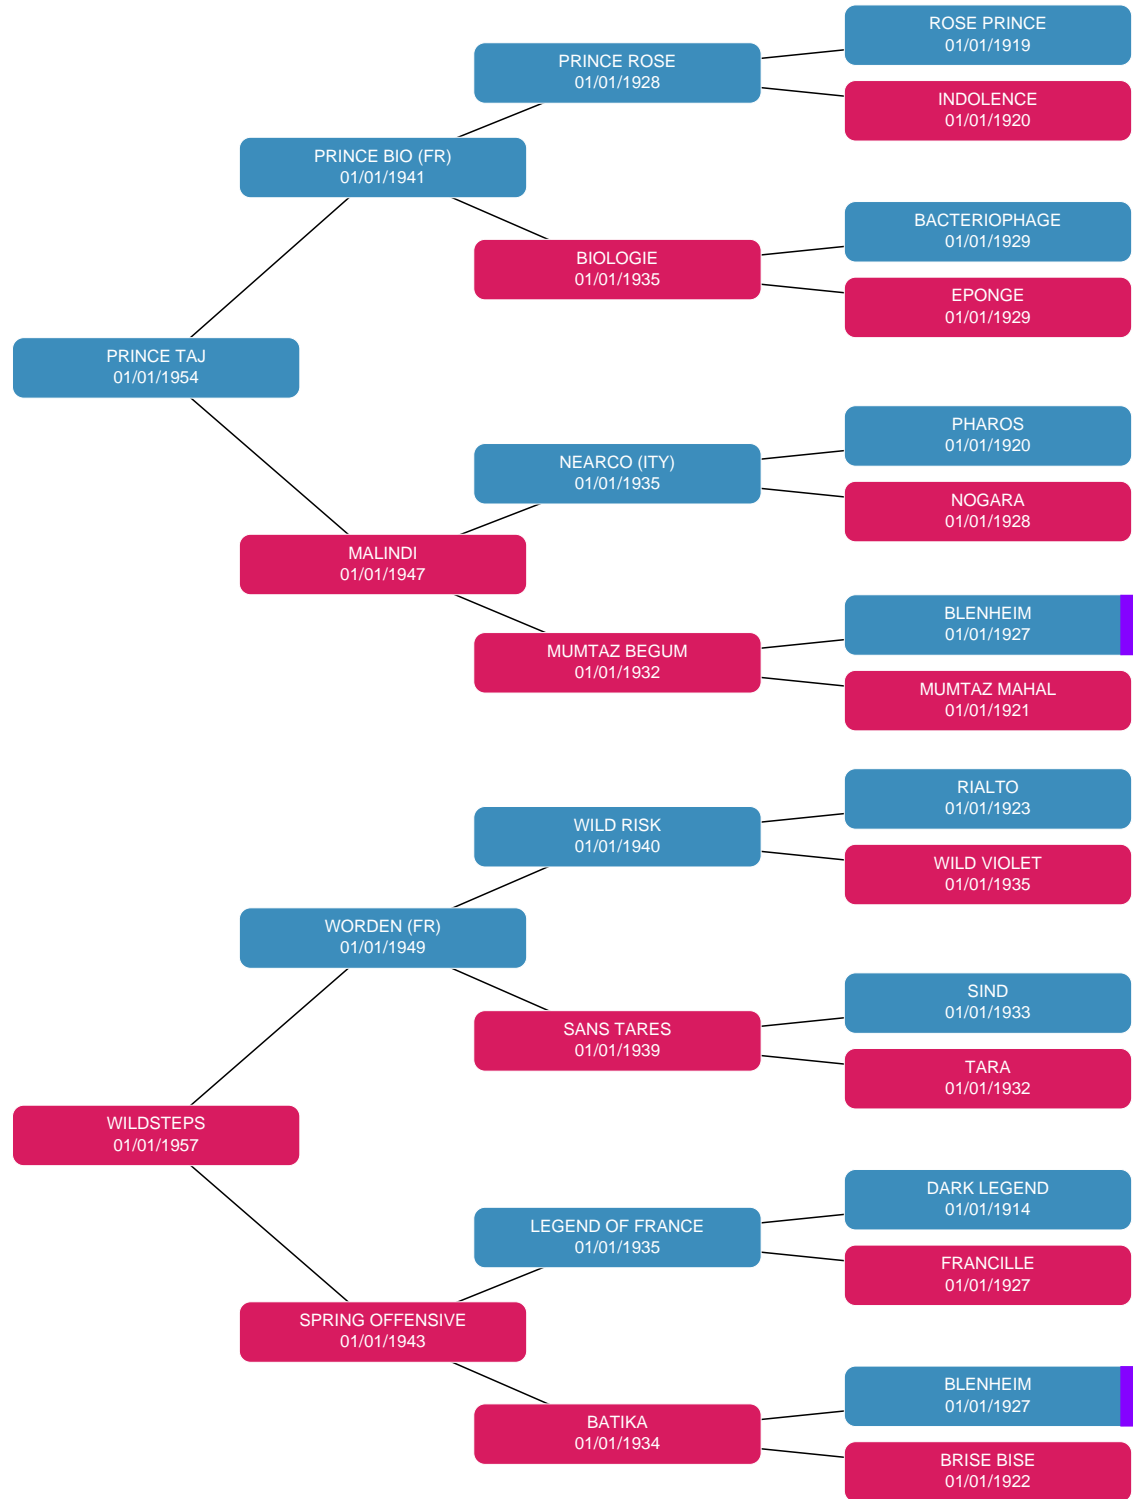 ROSE PRINCE
01/01/1919
PRINCE ROSE
01/01/1928
INDOLENCE
01/01/1920
PRINCE BIO (FR)
01/01/1941
BACTERIOPHAGE
01/01/1929
BIOLOGIE
01/01/1935
EPONGE
01/01/1929
PRINCE TAJ
01/01/1954
PHAROS
01/01/1920
NEARCO (ITY)
01/01/1935
NOGARA
01/01/1928
MALINDI
01/01/1947
BLENHEIM
01/01/1927
MUMTAZ BEGUM
01/01/1932
MUMTAZ MAHAL
01/01/1921
RIALTO
01/01/1923
WILD RISK
01/01/1940
WILD VIOLET
01/01/1935
WORDEN (FR)
01/01/1949
SIND
01/01/1933
SANS TARES
01/01/1939
TARA
01/01/1932
WILDSTEPS
01/01/1957
DARK LEGEND
01/01/1914
LEGEND OF FRANCE
01/01/1935
FRANCILLE
01/01/1927
SPRING OFFENSIVE
01/01/1943
BLENHEIM
01/01/1927
BATIKA
01/01/1934
BRISE BISE
01/01/1922